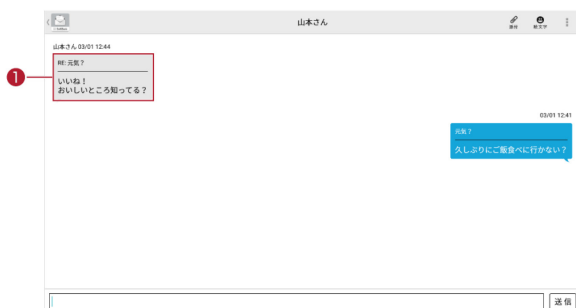 山本さん
添付
絵文字
山本さん 03/01 12:44
RE: 元気？
いいね！
おいしいところ知ってる？
1
03/01 12:41
元気？
久しぶりにご飯食べに行かない？
送信